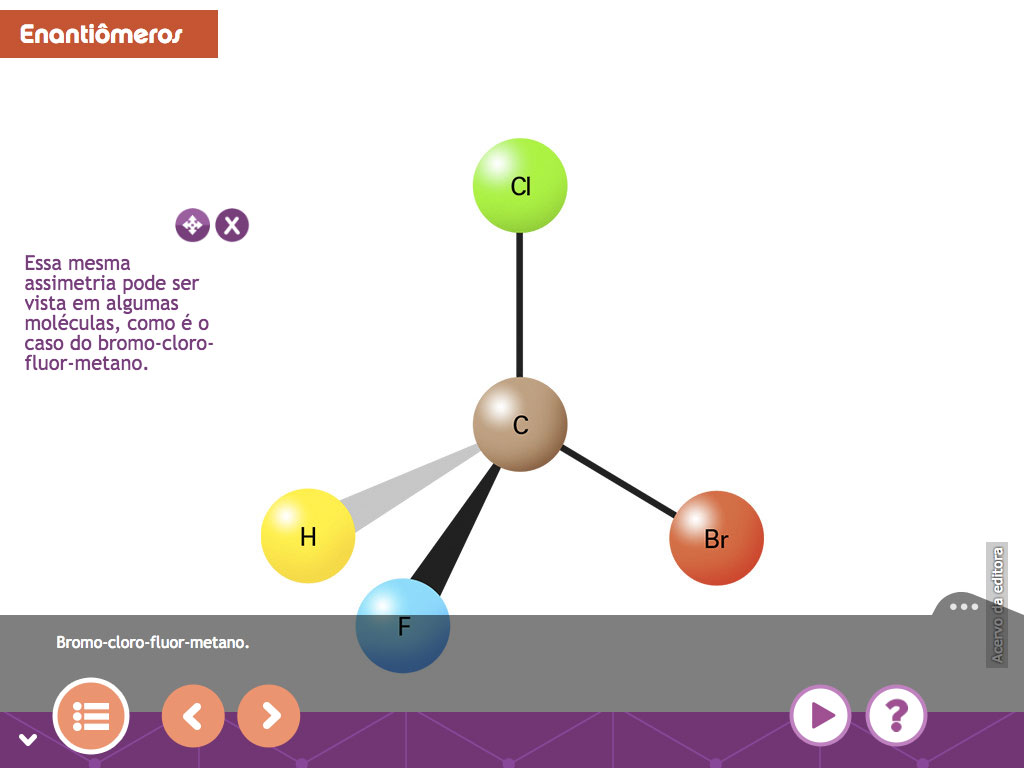 Enantiômeros
Cl
Essa mesma
assimetria pode ser
vista em algumas
moléculas, como é o
caso do bromo-cloro-
fluor-metano.
C
H
Br
F
Acervo da editora
Bromo-cloro-fluor-metano.